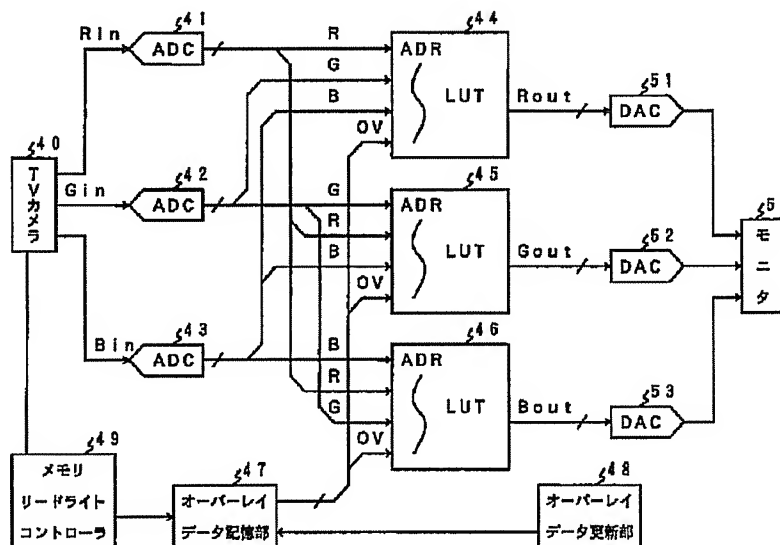 40
TVカメラ
Rin
41
ADC
Gin
42
ADC
Bin
43
ADC
R
G
B
OV
44
ADR
LUT
Rout
51
DAC
G
R
B
OV
45
ADR
LUT
Gout
52
DAC
B
R
G
OV
46
ADR
LUT
Bout
53
DAC
5
モニタ
49
メモリ
リードライト
コントローラ
47
オーバーレイ
データ記憶部
48
オーバーレイ
データ更新部